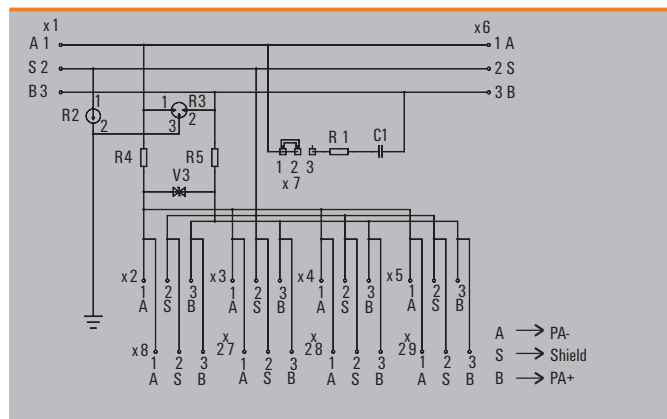 x1
x6
A 1
1 A
S 2
2 S
B 3
3 B
R2
1
2
1
R3
2
3
R4
R5
V3
R 1
C1
1 2 3
x 7
x2
1 2 3
A S B
x3
1 2 3
A S B
x4
1 2 3
A S B
x5
1 2 3
A S B
x8
1 2 3
A S B
x
27
1 2 3
A S B
x
28
1 2 3
A S B
x
29
1 2 3
A S B
A → PA-
S → Shield
B → PA+